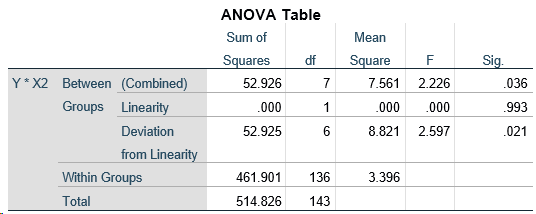 ANOVA Table
Sum of Squares df Mean Square F Sig.
Y * X2 Between Groups (Combined) 52.926 7 7.561 2.226 .036
Linearity .000 1 .000 .000 .993
Deviation from Linearity 52.925 6 8.821 2.597 .021
Within Groups 461.901 136 3.396
Total 514.826 143